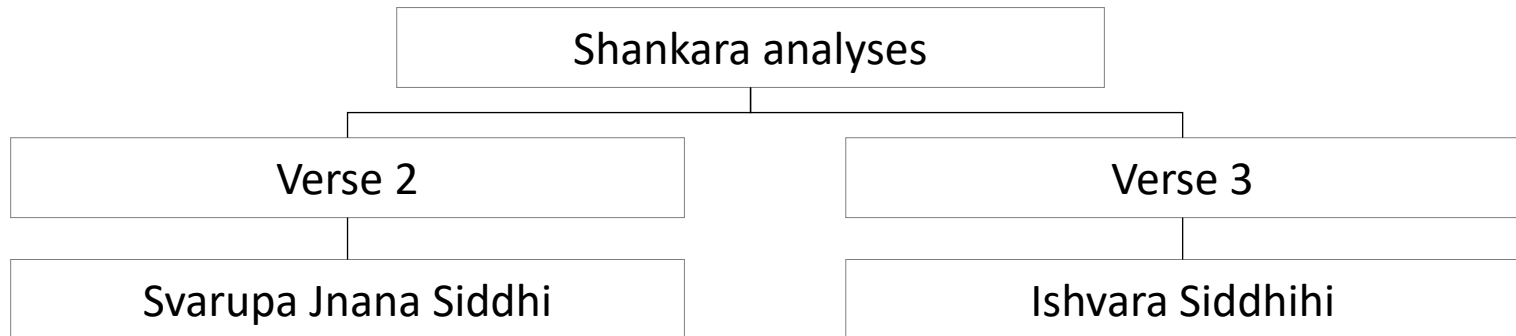 Shankara analyses
Verse 2
Verse 3
Svarupa Jnana Siddhi
Ishvara Siddhihi